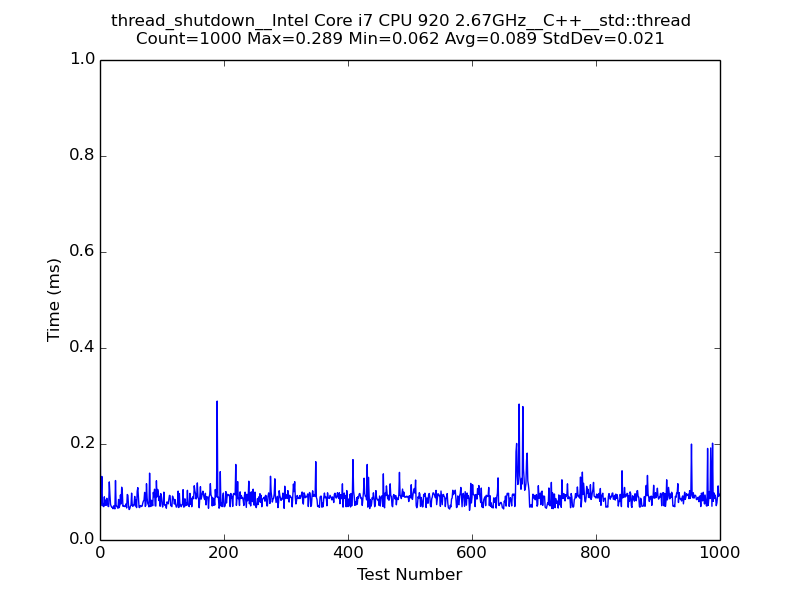 thread_shutdown__Intel Core i7 CPU 920 2.67GHz__C++__std::thread
Count=1000 Max=0.289 Min=0.062 Avg=0.089 StdDev=0.021
1.0
0.8
0.6
0.4
0.2
0.0
Time (ms)
0 200 400 600 800 1000
Test Number